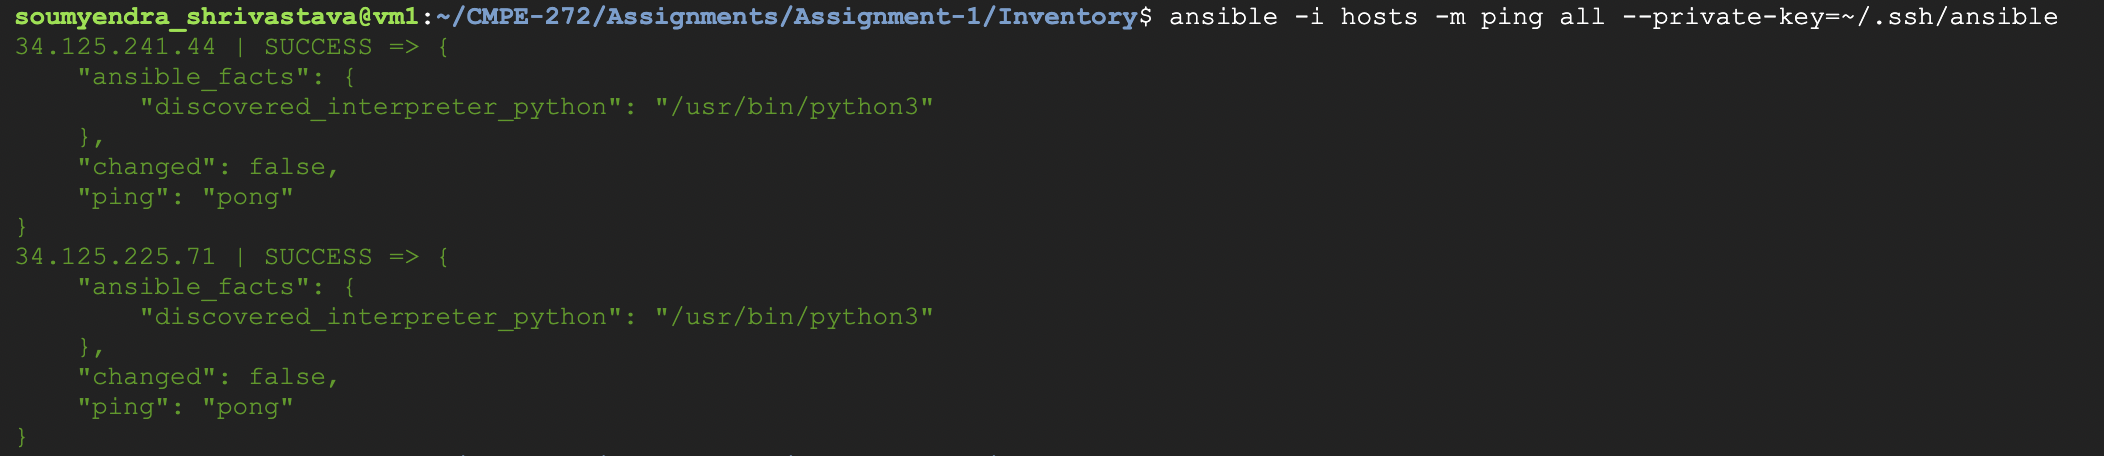 soumyendra_shrivastava@vm1:~/CMPE-272/Assignments/Assignment-1/Inventory$ ansible -i hosts -m ping all --private-key=~/.ssh/ansible
34.125.241.44 | SUCCESS => {
    "ansible_facts": {
        "discovered_interpreter_python": "/usr/bin/python3"
    },
    "changed": false,
    "ping": "pong"
}
34.125.225.71 | SUCCESS => {
    "ansible_facts": {
        "discovered_interpreter_python": "/usr/bin/python3"
    },
    "changed": false,
    "ping": "pong"
}